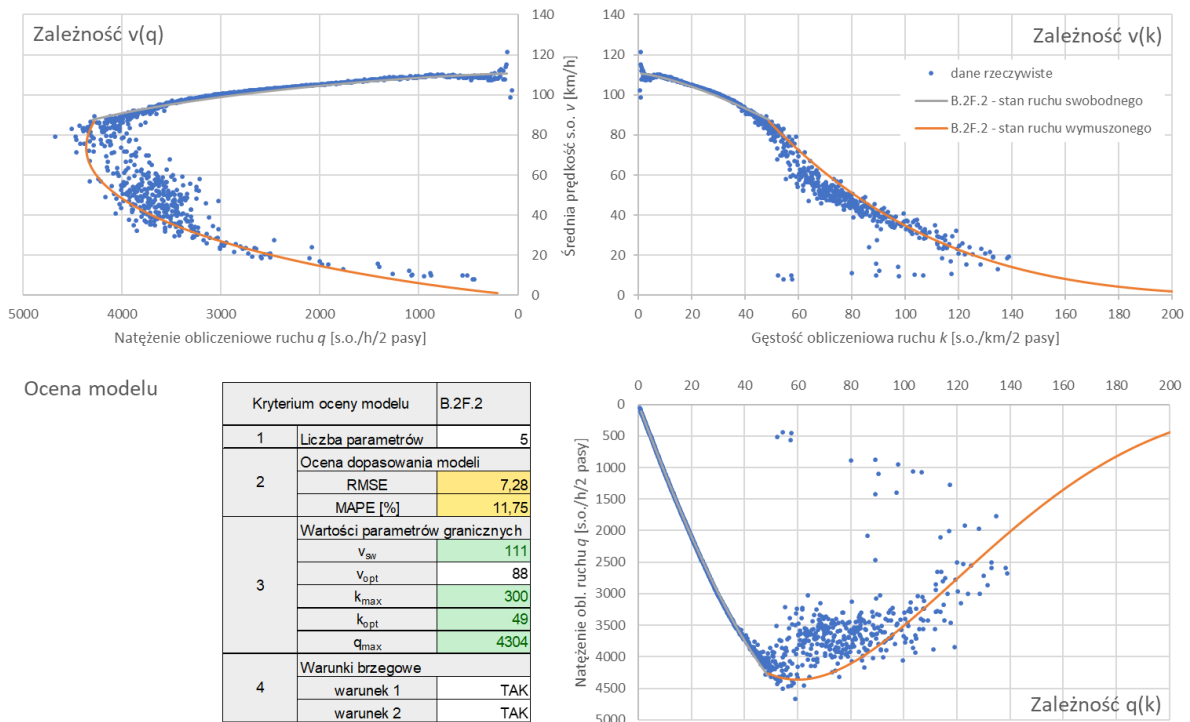 Zależność v(q)
140
120
100
80
60
40
20
0
Średnia prędkość s.o. v [km/h]
5000 4000 3000 2000 1000 0
Natężenie obliczeniowe ruchu q [s.o./h/2 pasy]
Zależność v(k)
140
120
100
80
60
40
20
0
dane rzeczywiste
B.2F.2 - stan ruchu swobodnego
B.2F.2 - stan ruchu wymuszonego
0 20 40 60 80 100 120 140 160 180 200
Gęstość obliczeniowa ruchu k [s.o./km/2 pasy]
Ocena modelu
Kryterium oceny modelu B.2F.2
1 Liczba parametrów 5
2 Ocena dopasowania modeli
RMSE 7,28
MAPE [%] 11,75
3 Wartości parametrów granicznych
vsw 111
vopt 88
kmax 300
kopt 49
qmax 4304
4 Warunki brzegowe
warunek 1 TAK
warunek 2 TAK
0 20 40 60 80 100 120 140 160 180 200
0
500
1000
1500
2000
2500
3000
3500
4000
4500
5000
Natężenie obl. ruchu q [s.o./h/2 pasy]
Zależność q(k)